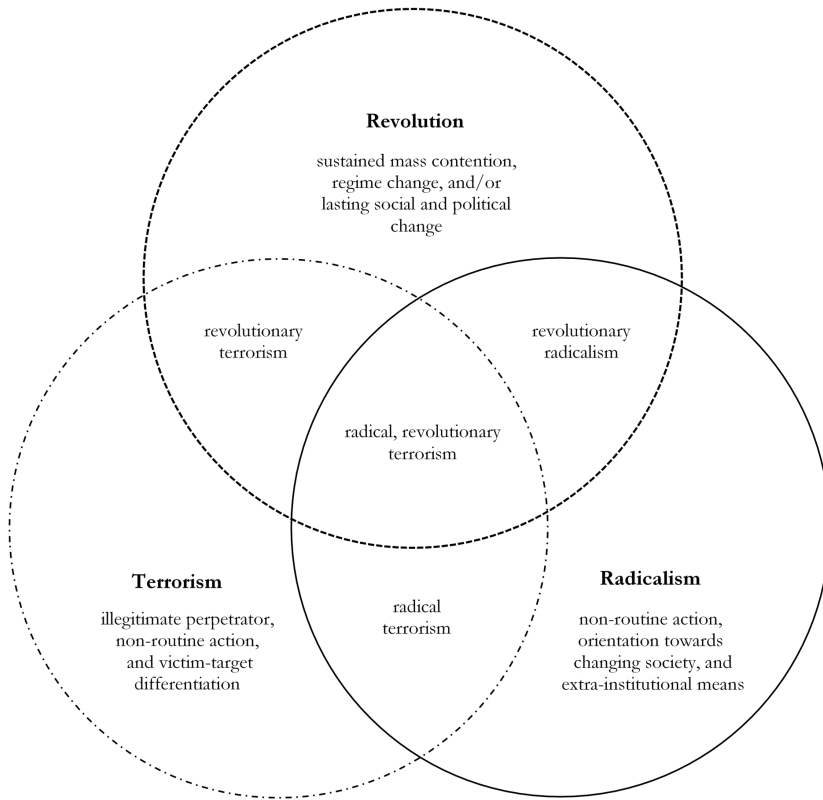 Revolution
sustained mass contention,
regime change, and/or
lasting social and political
change
revolutionary
terrorism
revolutionary
radicalism
radical, revolutionary
terrorism
Terrorism
illegitimate perpetrator,
non-routine action,
and victim-target
differentiation
radical
terrorism
Radicalism
non-routine action,
orientation towards
changing society, and
extra-institutional means